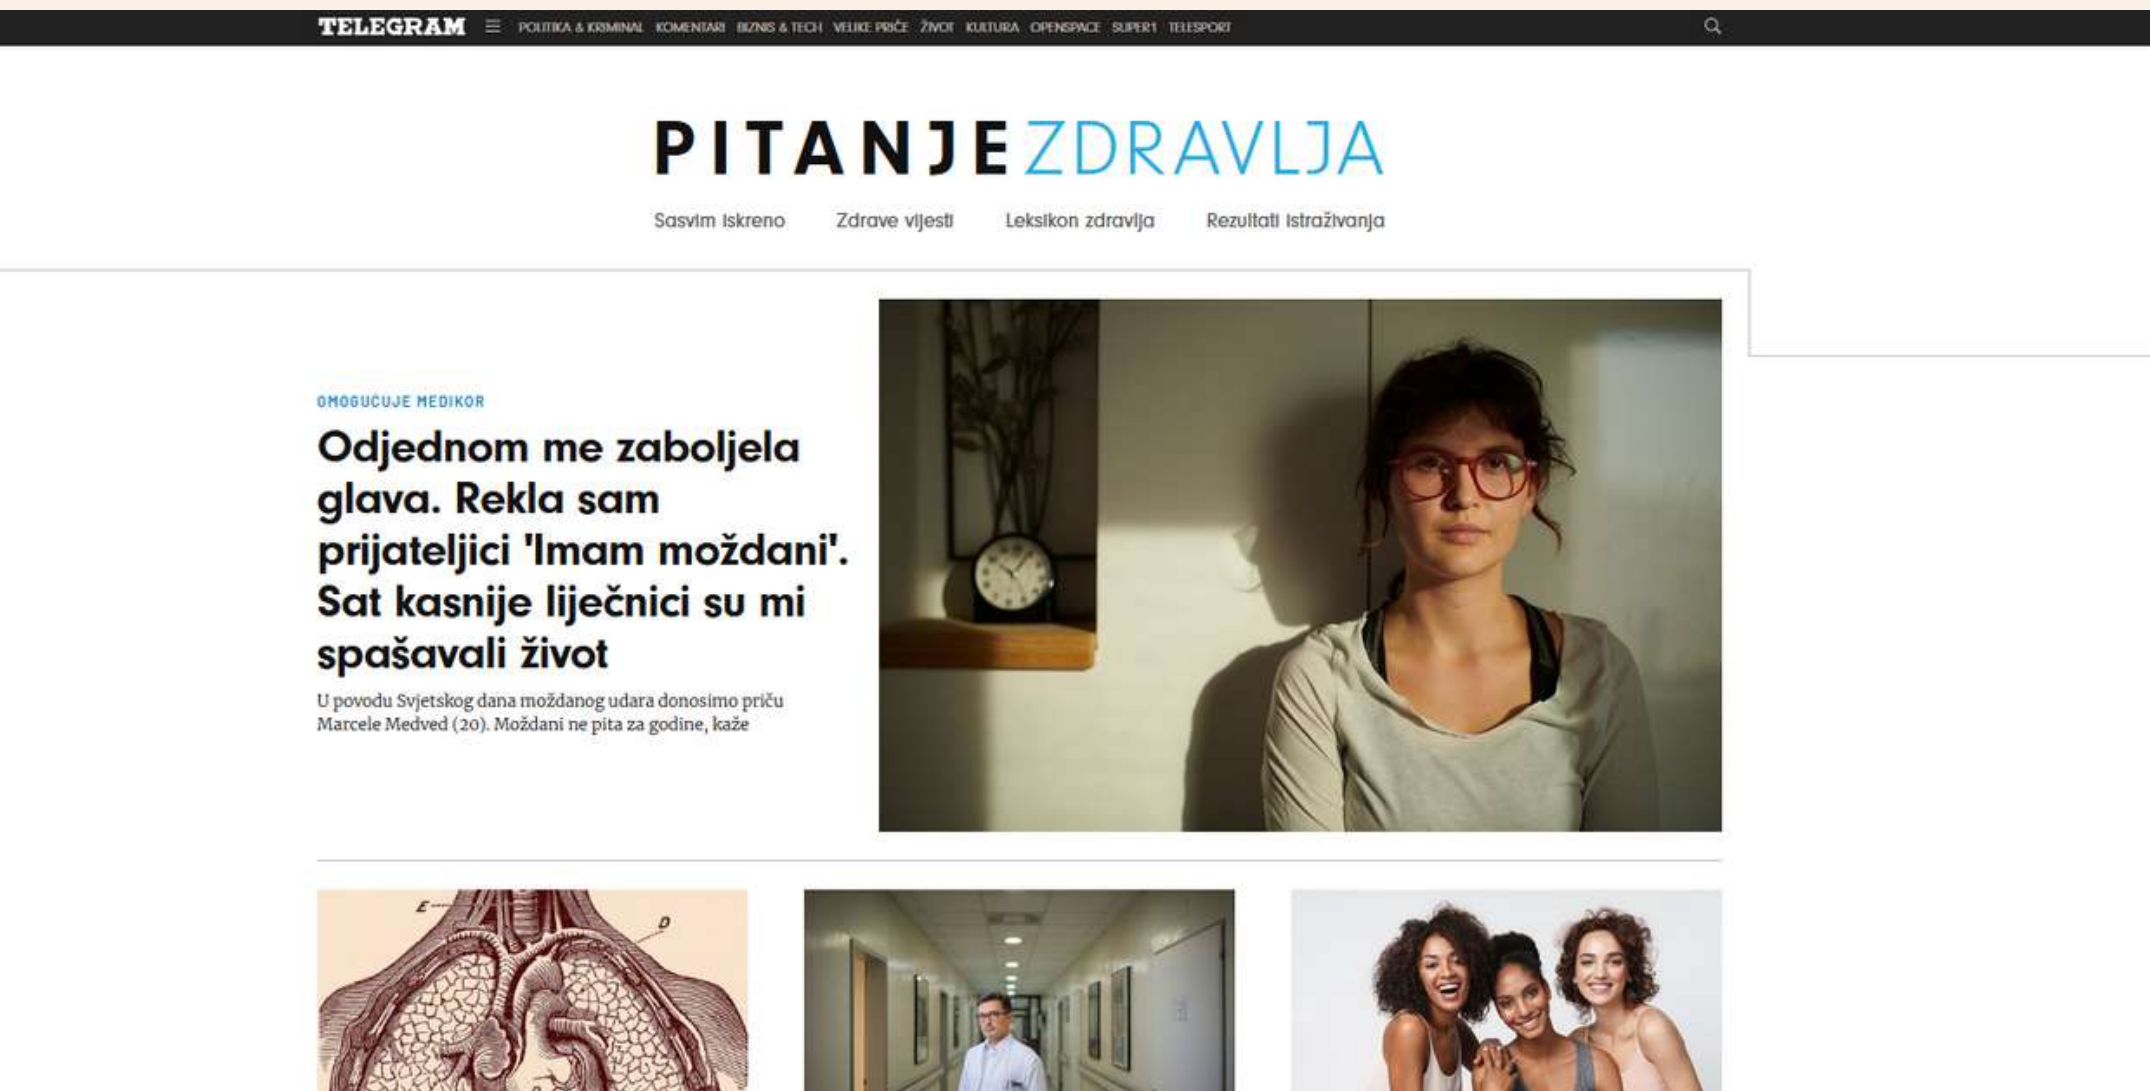 TELEGRAM POLITIKA & KRIMINAL KOMENTARI BIZNIS & TECH VELIKE PRIČE ŽIVOT KULTURA OPENSPACE SUPER1 TELESPORT
PITANJEZDRAVLJA
Sasvim iskreno Zdrave vijesti Leksikon zdravlja Rezultati istraživanja
OMOGUĆUJE MEDIKOR
Odjednom me zaboljela
glava. Rekla sam
prijateljici 'Imam moždani'.
Sat kasnije liječnici su mi
spašavali život
U povodu Svjetskog dana moždanog udara donosimo priču
Marcele Medved (20). Moždani ne pita za godine, kaže
E
D